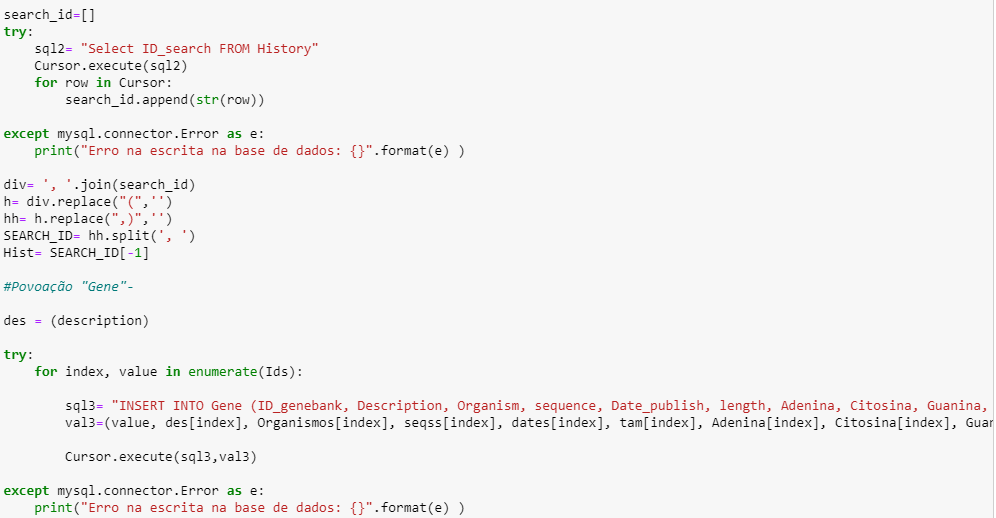 search_id=[]
try:
    sql2= "Select ID_search FROM History"
    Cursor.execute(sql2)
    for row in Cursor:
        search_id.append(str(row))
except mysql.connector.Error as e:
    print("Erro na escrita na base de dados: {}".format(e) )
div= ', '.join(search_id)
h= div.replace("(",'')
hh= h.replace(",)",'')
SEARCH_ID= hh.split(', ')
Hist= SEARCH_ID[-1]
#Povoação "Gene"-
des = (description)
try:
    for index, value in enumerate(Ids):
        sql3= "INSERT INTO Gene (ID_genebank, Description, Organism, sequence, Date_publish, length, Adenina, Citosina, Guanina,
        val3=(value, des[index], Organismos[index], seqss[index], dates[index], tam[index], Adenina[index], Citosina[index],
        Cursor.execute(sql3,val3)
except mysql.connector.Error as e:
    print("Erro na escrita na base de dados: {}".format(e) )